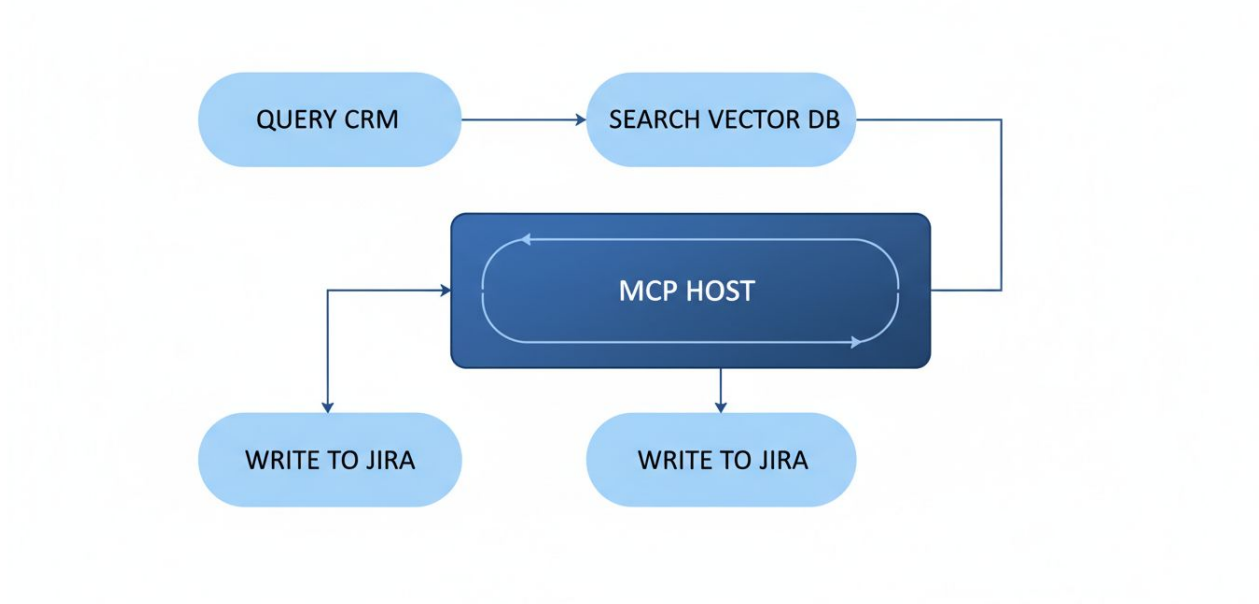 QUERY CRM
SEARCH VECTOR DB
MCP HOST
WRITE TO JIRA
WRITE TO JIRA